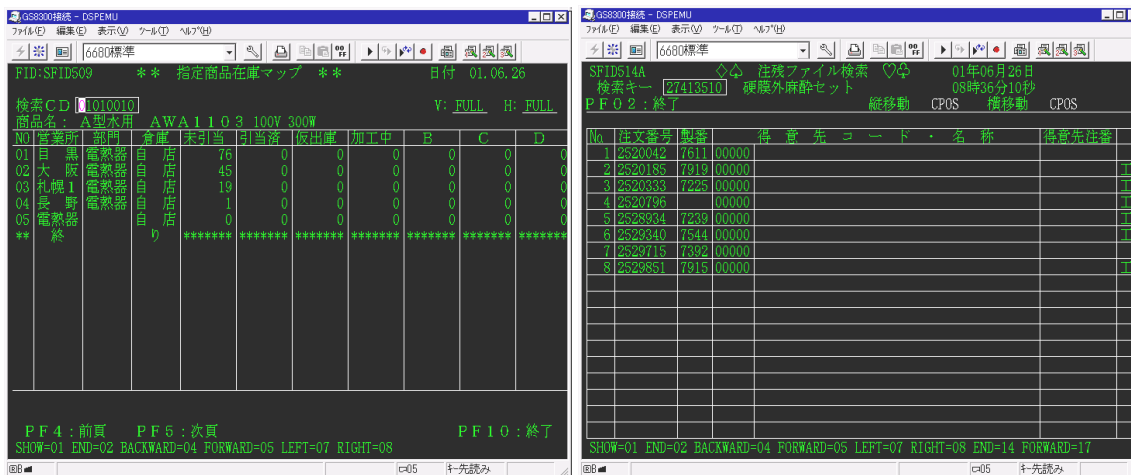 GS8300接続 - DSPEMU
ファイル(F) 編集(E) 表示(V) ツール(T) ヘルプ(H)
6680標準
FID:SFID509 ** 指定商品在庫マップ ** 日付 01.06.26
検索CD 01010010 V: FULL H: FULL
商品名: A型水用 AWA1103 100V 300W
NO 営業所 部門 倉庫 未引当 引当済 仮出庫 加工中 B C D
01 目 黒 電熱器 自 店 76 0 0 0 0 0 0
02 大 阪 電熱器 自 店 45 0 0 0 0 0 0
03 札幌1 電熱器 自 店 19 0 0 0 0 0 0
04 長 野 電熱器 自 店 1 0 0 0 0 0 0
05 電熱器 自 店 0 0 0 0 0 0 0
** 終 り ******* ******* ******* ******* ******* ******* *******
PF4:前頁 PF5:次頁 PF10:終了
SHOW=01 END=02 BACKWARD=04 FORWARD=05 LEFT=07 RIGHT=08
05 キー先読み
GS8300接続 - DSPEMU
ファイル(F) 編集(E) 表示(V) ツール(T) ヘルプ(H)
6680標準
SFID514A ◇♤ 注残ファイル検索 ♡♧ 01年06月26日
検索キー 27413510 硬膜外麻酔セット 08時36分10秒
PF02:終了 縦移動 CPOS 横移動 CPOS
No. 注文番号 製番 得 意 先 コ ー ド ・ 名 称 得意先注番
1 2520042 7611 00000
2 2520185 7919 00000 工
3 2520333 7225 00000 工
4 2520796 00000 工
5 2528934 7239 00000 工
6 2529340 7544 00000 工
7 2529715 7392 00000
8 2529851 7915 00000 工
SHOW=01 END=02 BACKWARD=04 FORWARD=05 LEFT=07 RIGHT=08 END=14 FORWARD=17
05 キー先読み